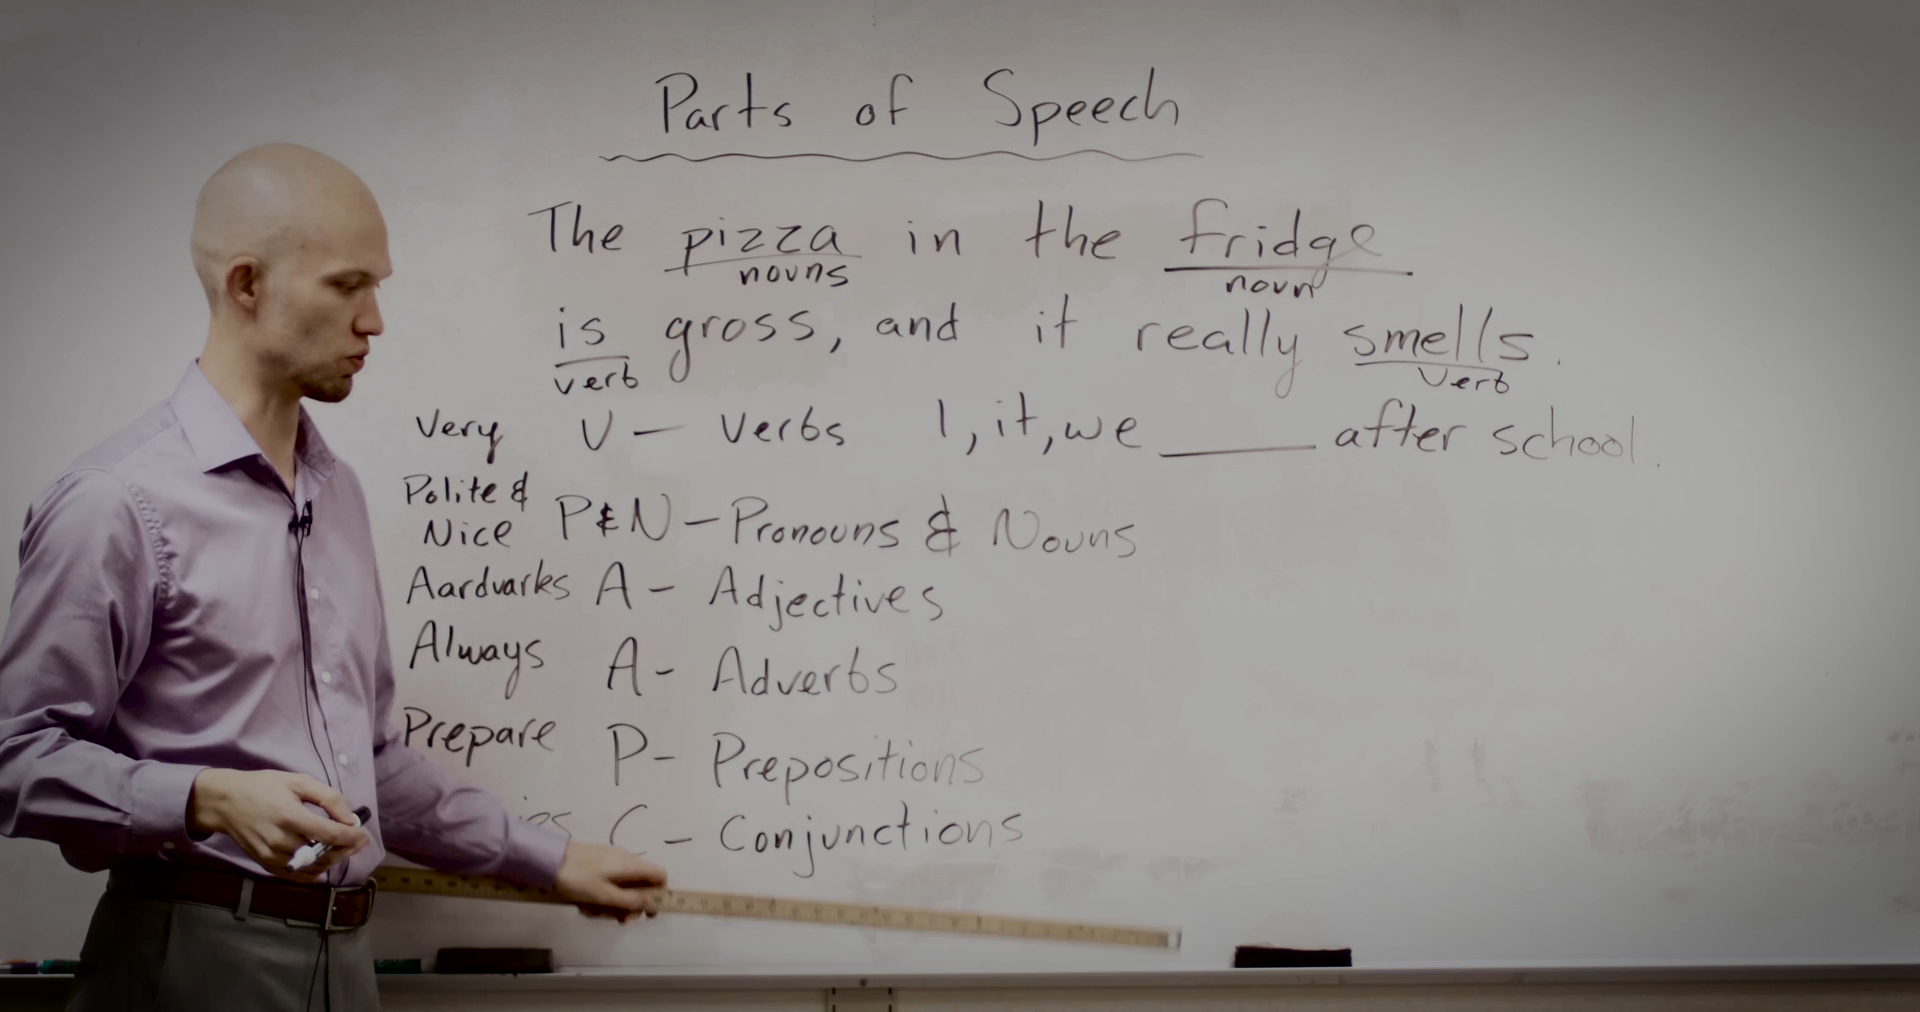 Parts of Speech
The pizza in the fridge
nouns noun
is gross, and it really smells.
verb verb
Very V - Verbs I, it, we ____ after school.
Polite &
Nice P & N - Pronouns & Nouns
Aardvarks A - Adjectives
Always A - Adverbs
Prepare P - Prepositions
C - Conjunctions